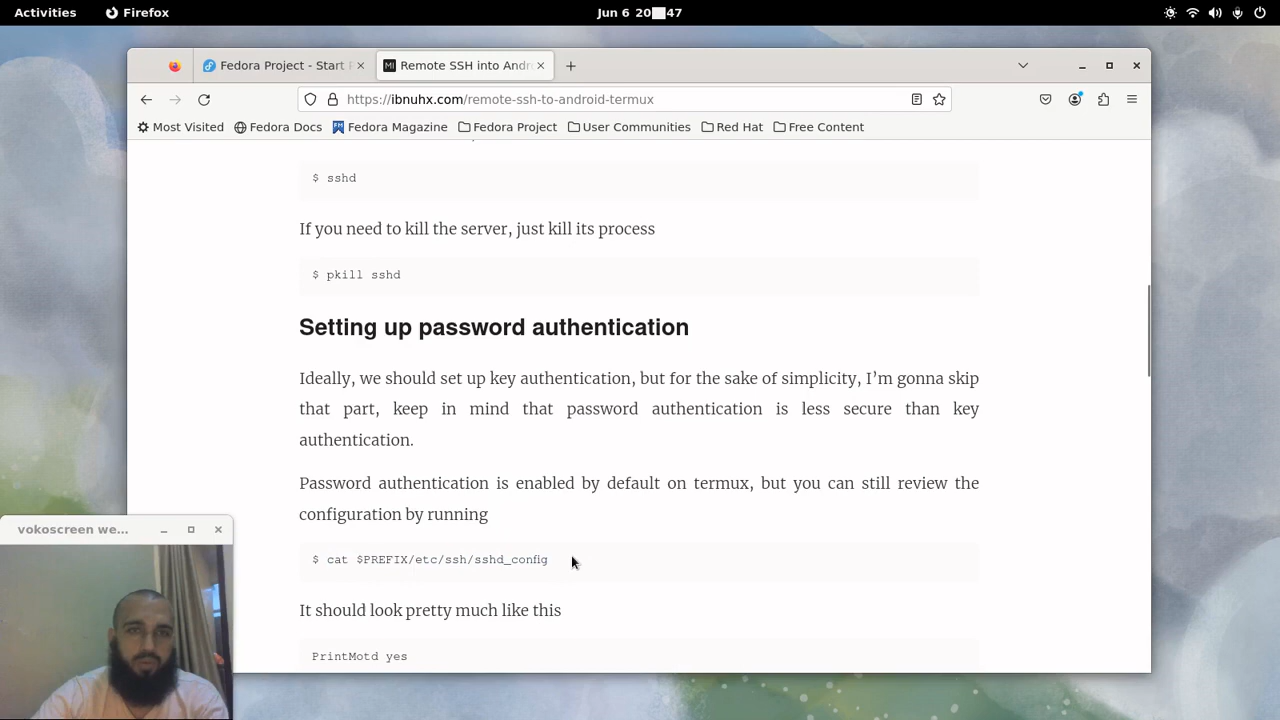 Activities Firefox Jun 6 20 47
Fedora Project - Start Remote SSH into Andr
https://ibnuhx.com/remote-ssh-to-android-termux
Most Visited Fedora Docs Fedora Magazine Fedora Project User Communities Red Hat Free Content
$ sshd
If you need to kill the server, just kill its process
$ pkill sshd
Setting up password authentication
Ideally, we should set up key authentication, but for the sake of simplicity, I’m gonna skip
that part, keep in mind that password authentication is less secure than key
authentication.
Password authentication is enabled by default on termux, but you can still review the
configuration by running
vokoscreen we...
$ cat $PREFIX/etc/ssh/sshd_config
It should look pretty much like this
PrintMotd yes